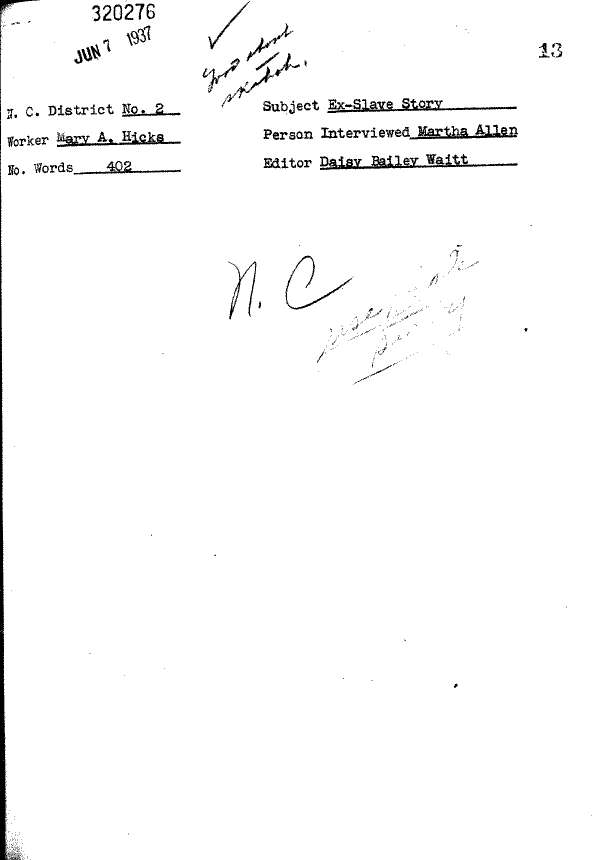 320276
JUN 7 1937
Good short
sketch.
13
N. C. District No. 2
Worker Mary A. Hicks
No. Words 402
Subject Ex-Slave Story
Person Interviewed Martha Allen
Editor Daisy Bailey Waitt
N. C
use